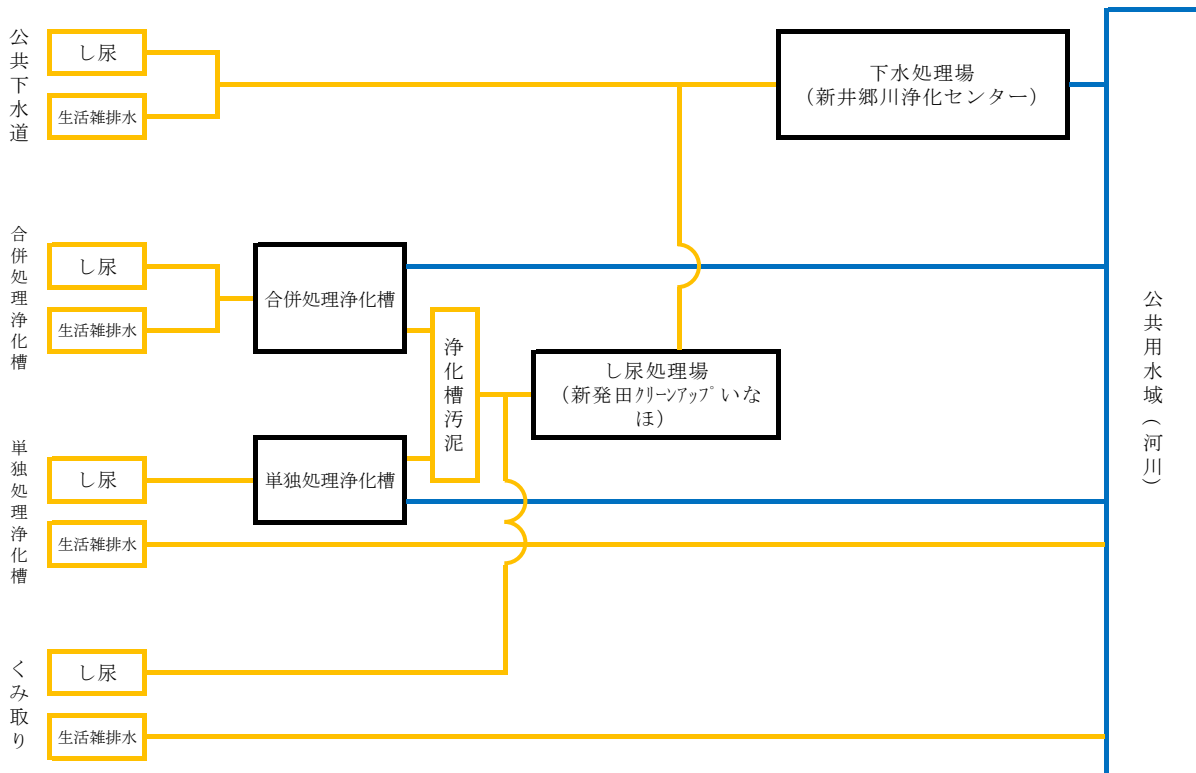 公共下水道
し尿
生活雑排水
下水処理場
（新井郷川浄化センター）
合併処理浄化槽
し尿
生活雑排水
合併処理浄化槽
浄化槽汚泥
し尿処理場
（新発田ｸﾘｰﾝｱｯﾌﾟいな
ほ）
公共用水域（河川）
単独処理浄化槽
し尿
生活雑排水
単独処理浄化槽
くみ取り
し尿
生活雑排水